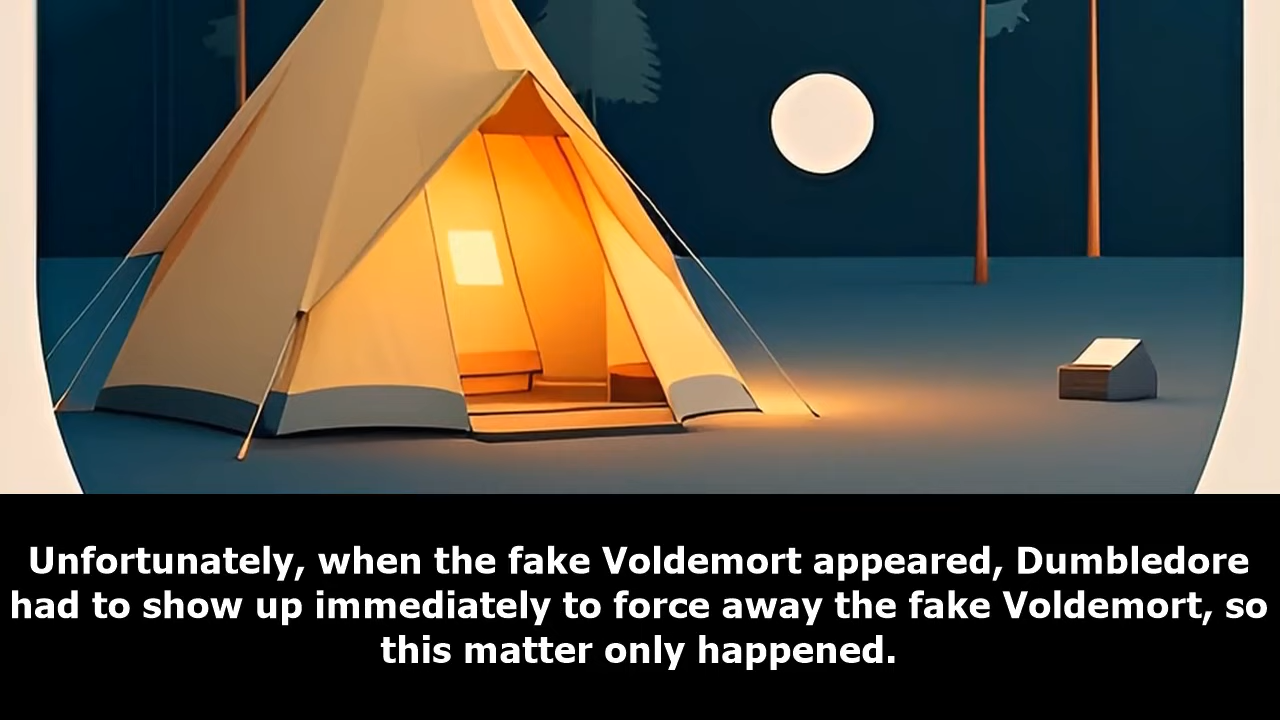 Unfortunately, when the fake Voldemort appeared, Dumbledore
had to show up immediately to force away the fake Voldemort, so
this matter only happened.